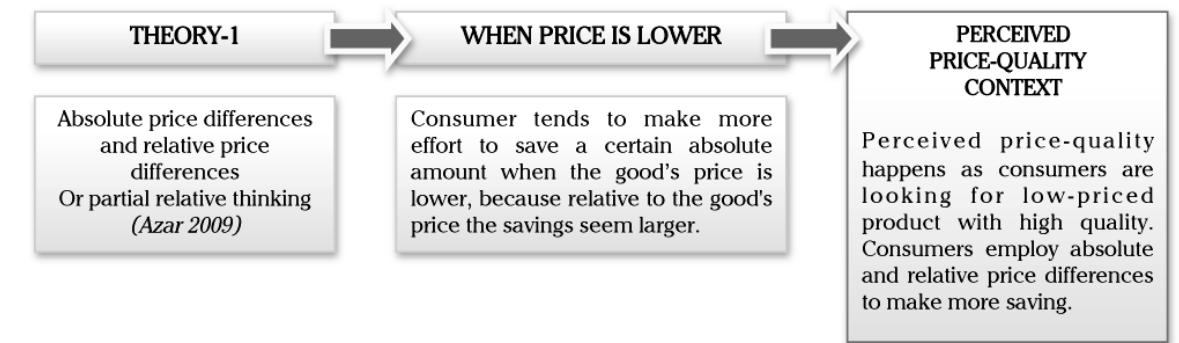 THEORY-1
WHEN PRICE IS LOWER
PERCEIVED
PRICE-QUALITY
CONTEXT
Absolute price differences
and relative price
differences
Or partial relative thinking
(Azar 2009)
Consumer tends to make more
effort to save a certain absolute
amount when the good's price is
lower, because relative to the good's
price the savings seem larger.
Perceived price-quality
happens as consumers are
looking for low-priced
product with high quality.
Consumers employ absolute
and relative price differences
to make more saving.